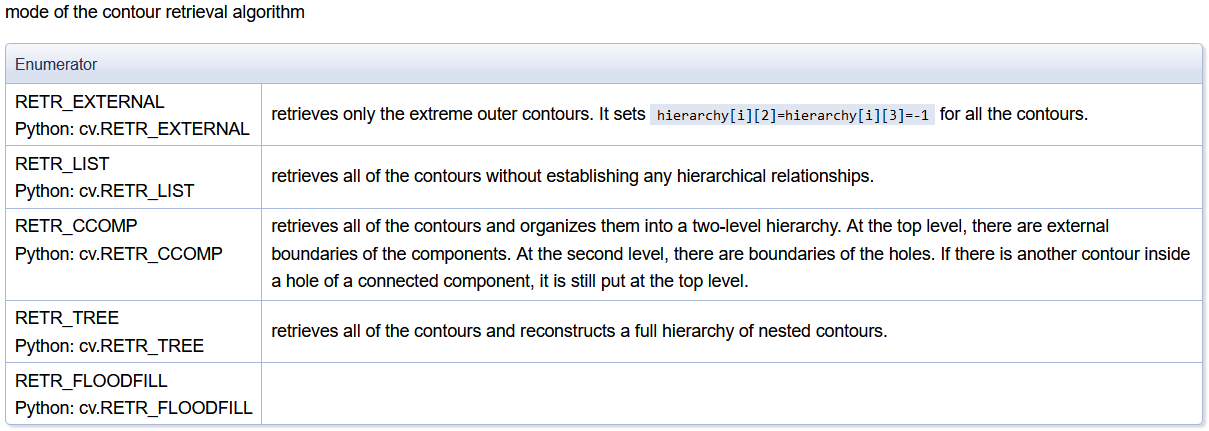 mode of the contour retrieval algorithm
Enumerator
RETR_EXTERNAL
Python: cv.RETR_EXTERNAL
retrieves only the extreme outer contours. It sets hierarchy[i][2]=hierarchy[i][3]=-1 for all the contours.
RETR_LIST
Python: cv.RETR_LIST
retrieves all of the contours without establishing any hierarchical relationships.
RETR_CCOMP
Python: cv.RETR_CCOMP
retrieves all of the contours and organizes them into a two-level hierarchy. At the top level, there are external
boundaries of the components. At the second level, there are boundaries of the holes. If there is another contour inside
a hole of a connected component, it is still put at the top level.
RETR_TREE
Python: cv.RETR_TREE
retrieves all of the contours and reconstructs a full hierarchy of nested contours.
RETR_FLOODFILL
Python: cv.RETR_FLOODFILL